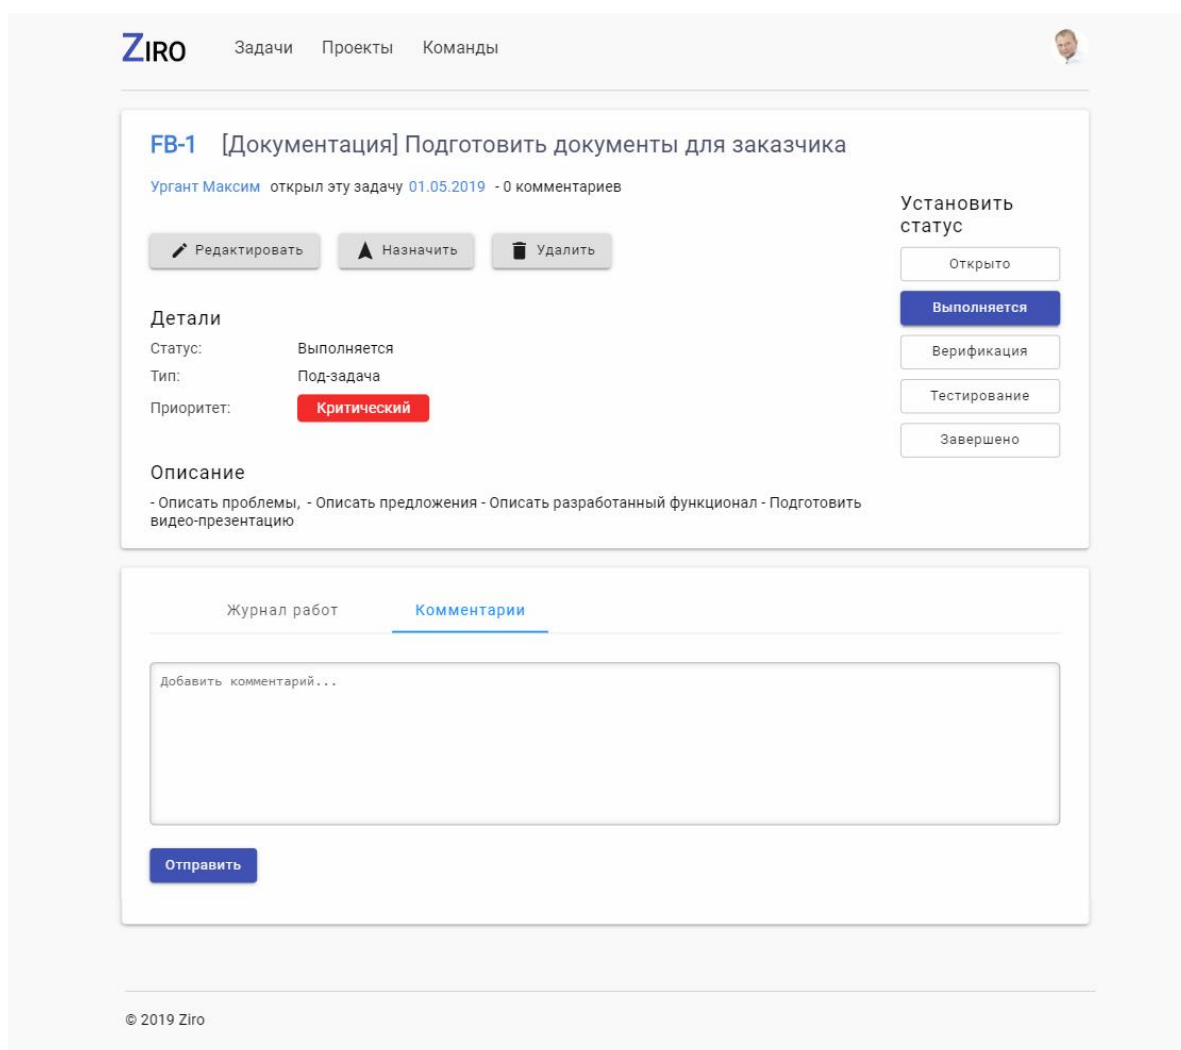 ZIRO Задачи Проекты Команды
FB-1 [Документация] Подготовить документы для заказчика
Ургант Максим открыл эту задачу 01.05.2019 - 0 комментариев
Редактировать Назначить Удалить
Детали
Статус: Выполняется
Тип: Под-задача
Приоритет: Критический
Описание
- Описать проблемы, - Описать предложения - Описать разработанный функционал - Подготовить
видео-презентацию
Установить
статус
Открыто
Выполняется
Верификация
Тестирование
Завершено
Журнал работ Комментарии
Добавить комментарий...
Отправить
© 2019 Ziro